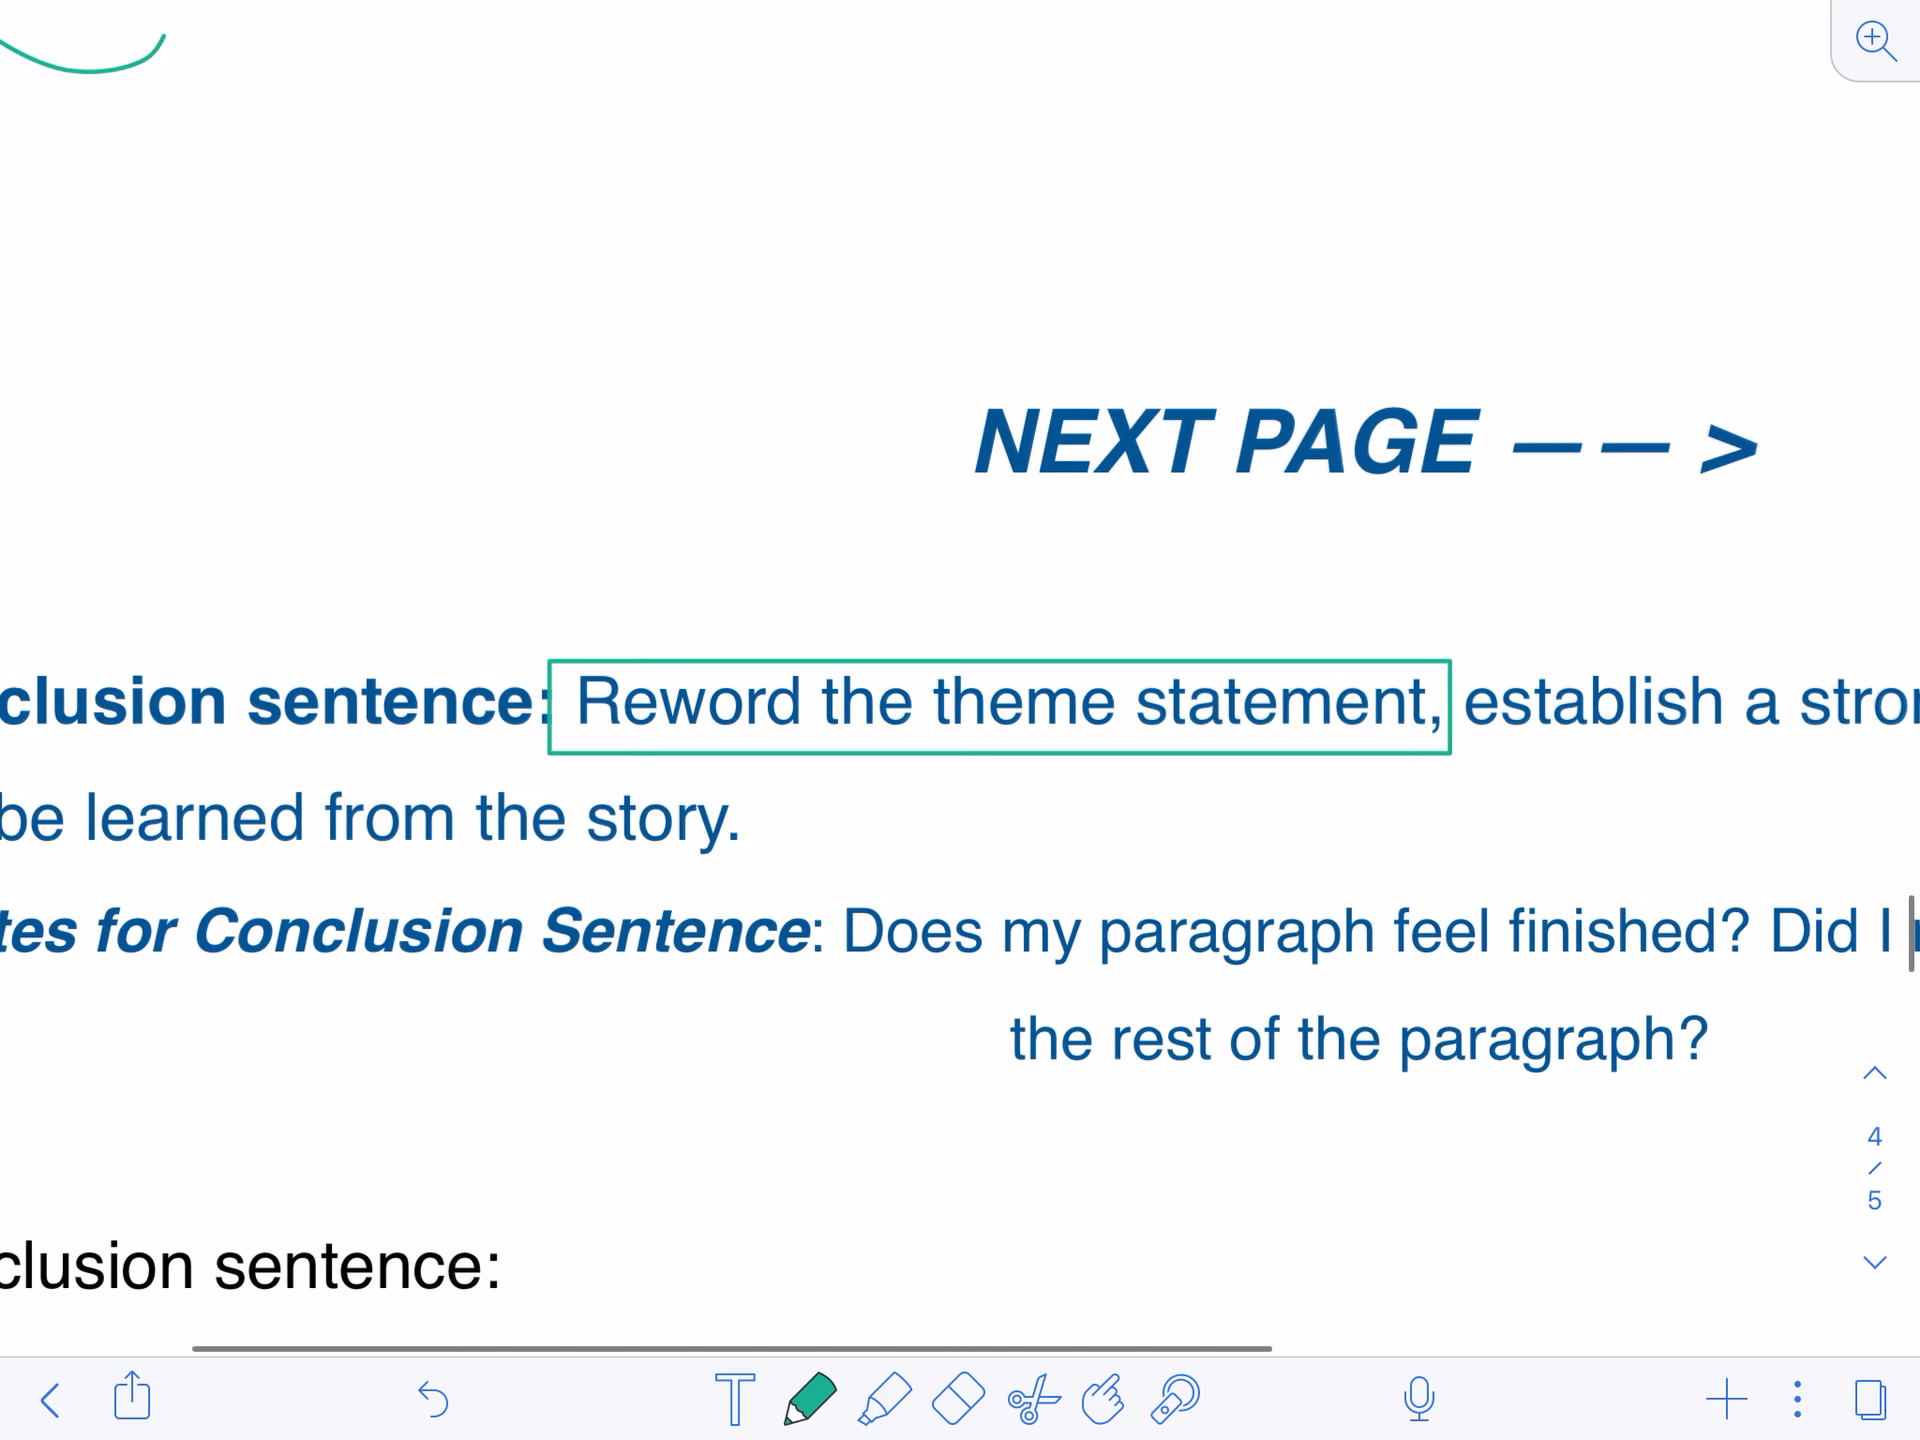 NEXT PAGE — — >
clusion sentence: Reword the theme statement, establish a stron
be learned from the story.
tes for Conclusion Sentence: Does my paragraph feel finished? Did I
the rest of the paragraph?
4
/
5
clusion sentence: